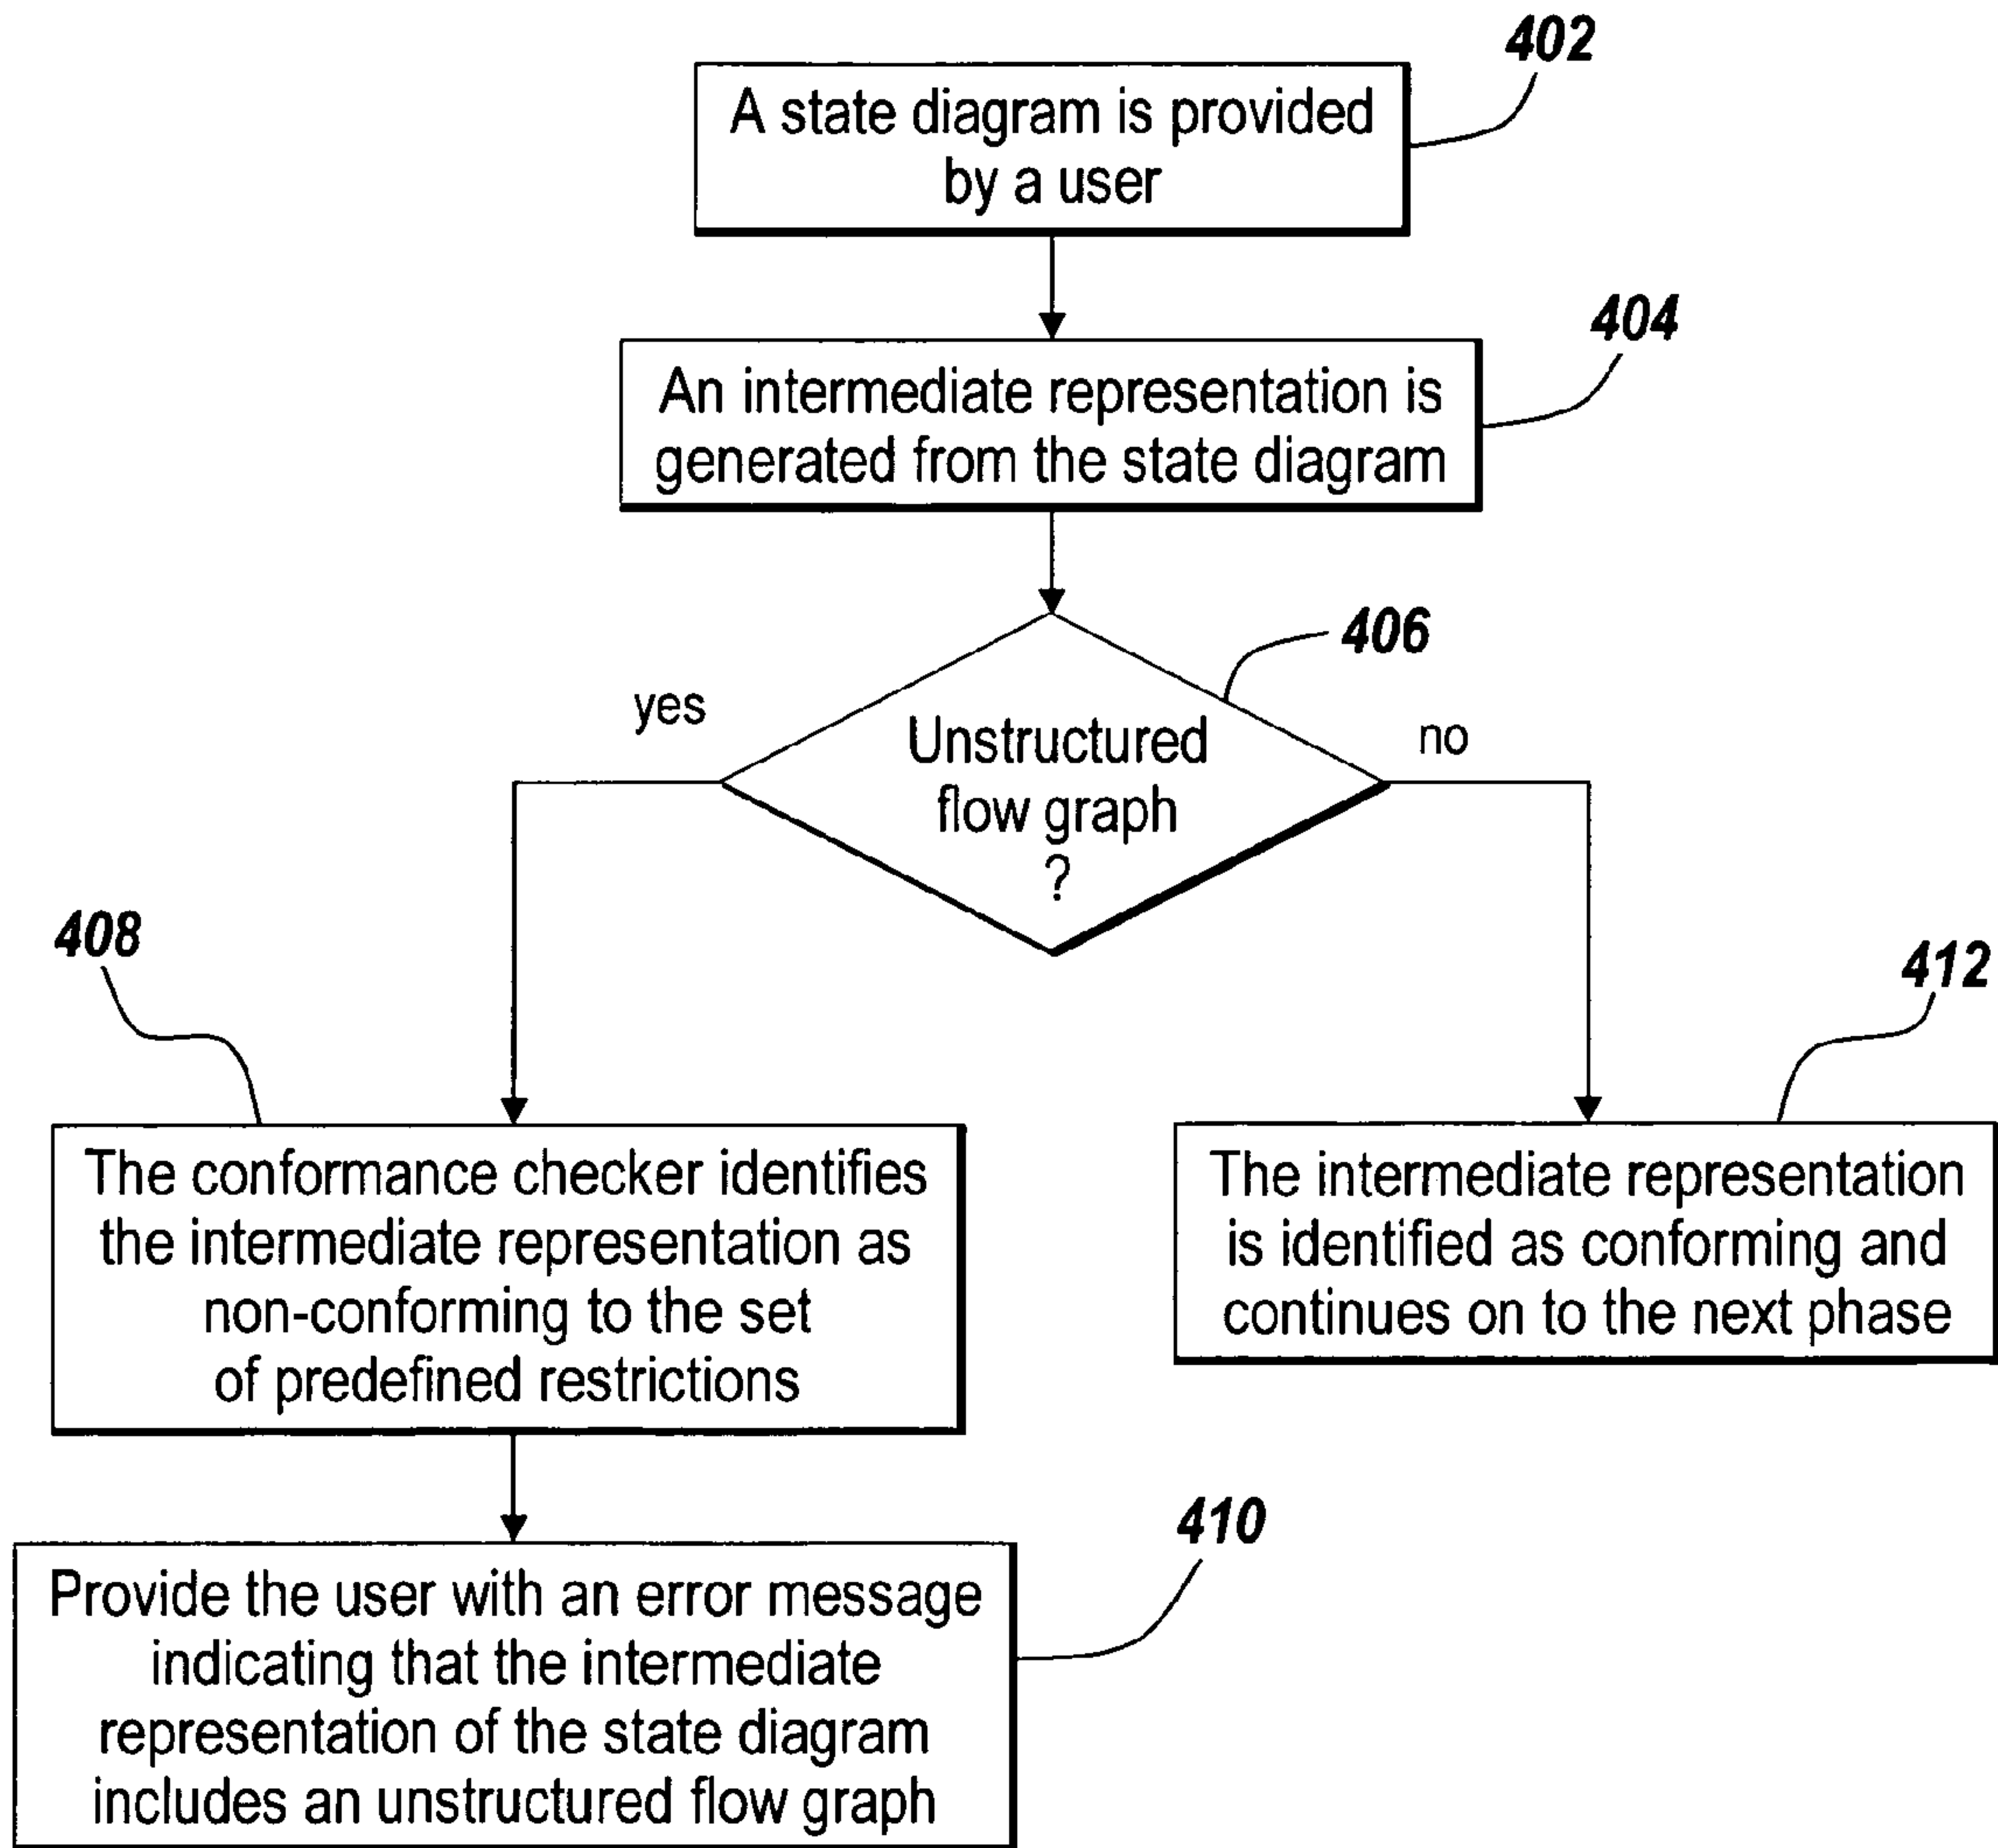 402
A state diagram is provided
by a user
404
An intermediate representation is
generated from the state diagram
406
yes
Unstructured
flow graph
?
no
408
The conformance checker identifies
the intermediate representation as
non-conforming to the set
of predefined restrictions
412
The intermediate representation
is identified as conforming and
continues on to the next phase
410
Provide the user with an error message
indicating that the intermediate
representation of the state diagram
includes an unstructured flow graph